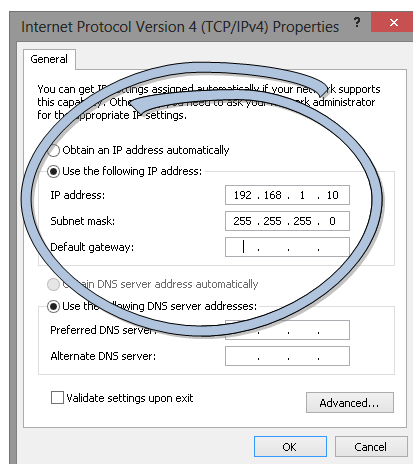 Internet Protocol Version 4 (TCP/IPv4) Properties ? x
General
You can get IP settings assigned automatically if your network supports
this capability. need to ask your network administrator
for the appropriate IP settings.
Obtain an IP address automatically
Use the following IP address:
IP address: 192 . 168 . 1 . 10
Subnet mask: 255 . 255 . 255 . 0
Default gateway: . . .
Obtain DNS server address automatically
Use the following DNS server addresses:
Preferred DNS server: . . .
Alternate DNS server: . . .
Validate settings upon exit
Advanced...
OK Cancel